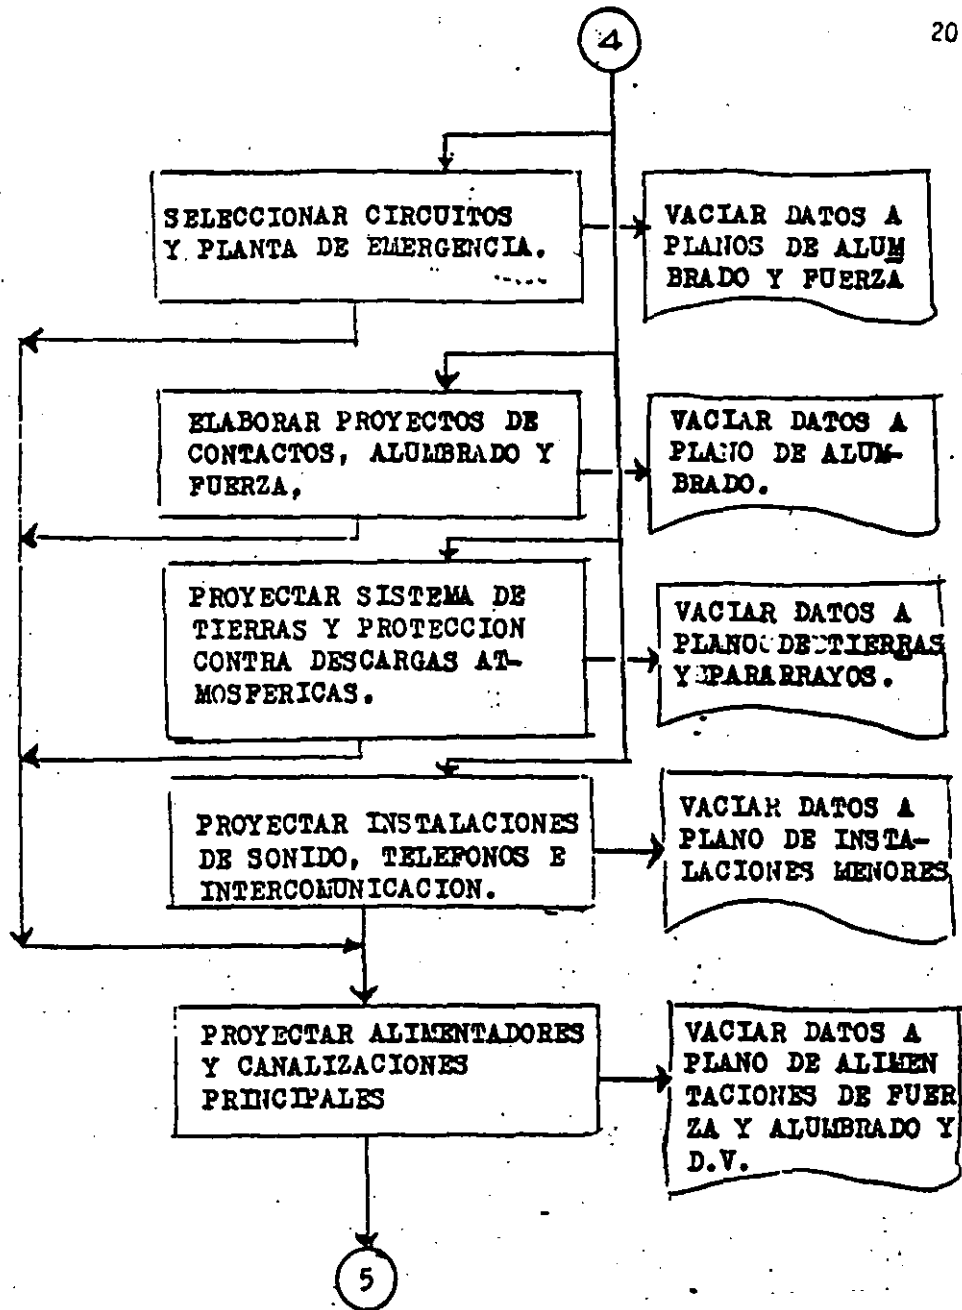 20
4
SELECCIONAR CIRCUITOS
Y PLANTA DE EMERGENCIA.
VACIAR DATOS A
PLANOS DE ALUM
BRADO Y FUERZA
ELABORAR PROYECTOS DE
CONTACTOS, ALUMBRADO Y
FUERZA,
VACIAR DATOS A
PLANO DE ALUM-
BRADO.
PROYECTAR SISTEMA DE
TIERRAS Y PROTECCION
CONTRA DESCARGAS AT-
MOSFERICAS.
VACIAR DATOS A
PLANO DE TIERRAS
Y PARARRAYOS.
PROYECTAR INSTALACIONES
DE SONIDO, TELEFONOS E
INTERCOMUNICACION.
VACIAR DATOS A
PLANO DE INSTA-
LACIONES MENORES
PROYECTAR ALIMENTADORES
Y CANALIZACIONES
PRINCIPALES
VACIAR DATOS A
PLANO DE ALIMEN
TACIONES DE FUER
ZA Y ALUMBRADO Y
D.V.
5